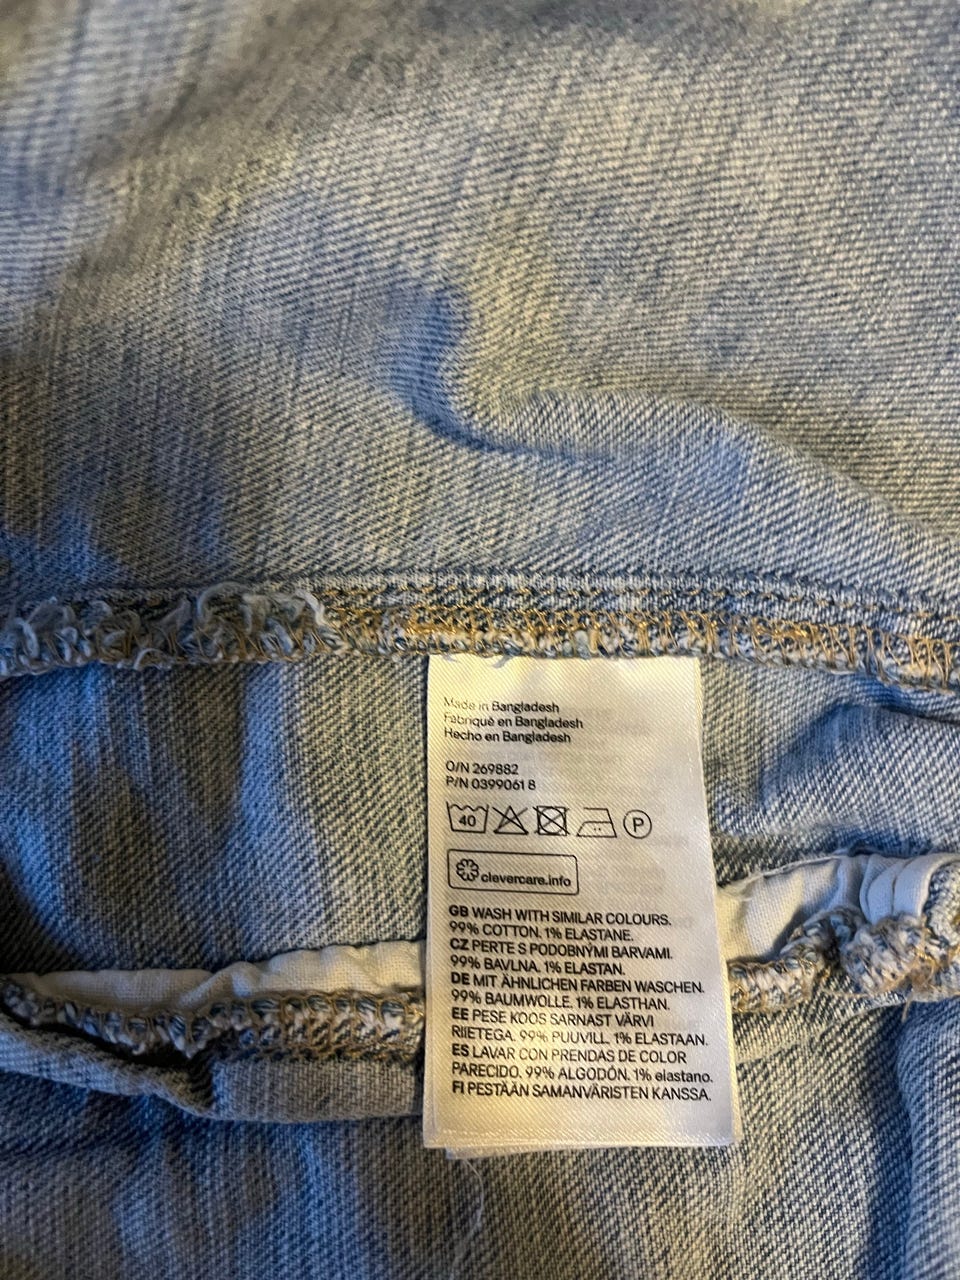 Made in Bangladesh
Fabriqué en Bangladesh
Hecho en Bangladesh
O/N 269882
P/N 0399061 8
40 P
clevercare.info
GB WASH WITH SIMILAR COLOURS.
99% COTTON. 1% ELASTANE.
CZ PERTE S PODOBNÝMI BARVAMI.
99% BAVLNA. 1% ELASTAN.
DE MIT ÄHNLICHEN FARBEN WASCHEN.
99% BAUMWOLLE. 1% ELASTHAN.
EE PESE KOOS SARNAST VÄRVI
RIIETEGA. 99% PUUVILL. 1% ELASTAAN.
ES LAVAR CON PRENDAS DE COLOR
PARECIDO. 99% ALGODÓN. 1% elastano.
FI PESTÄÄN SAMANVÄRISTEN KANSSA.